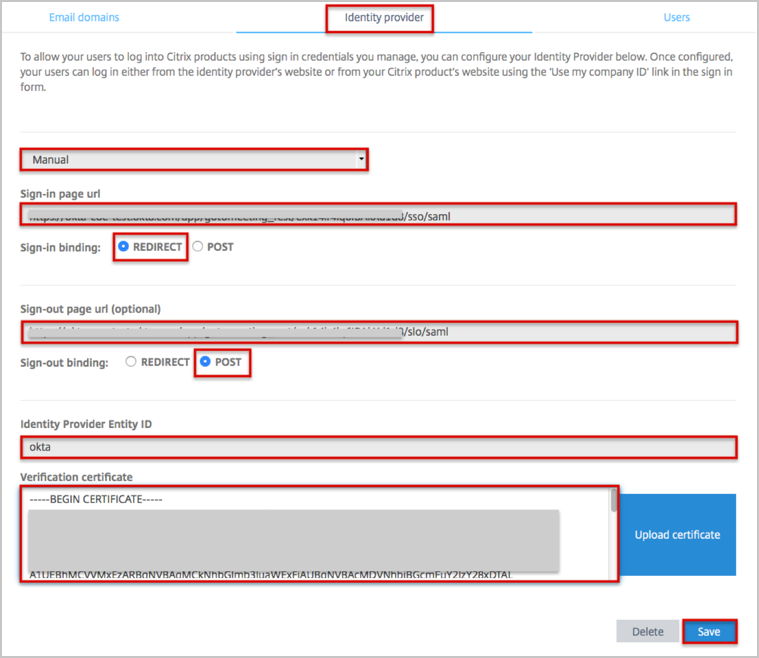 Email domains
Identity provider
Users
To allow your users to log into Citrix products using sign in credentials you manage, you can configure your Identity Provider below. Once configured,
your users can log in either from the identity provider's website or from your Citrix product's website using the 'Use my company ID' link in the sign in
form.
Manual
Sign-in page url
/sso/saml
Sign-in binding: REDIRECT POST
Sign-out page url (optional)
/slo/saml
Sign-out binding: REDIRECT POST
Identity Provider Entity ID
okta
Verification certificate
-----BEGIN CERTIFICATE-----
Upload certificate
Delete
Save